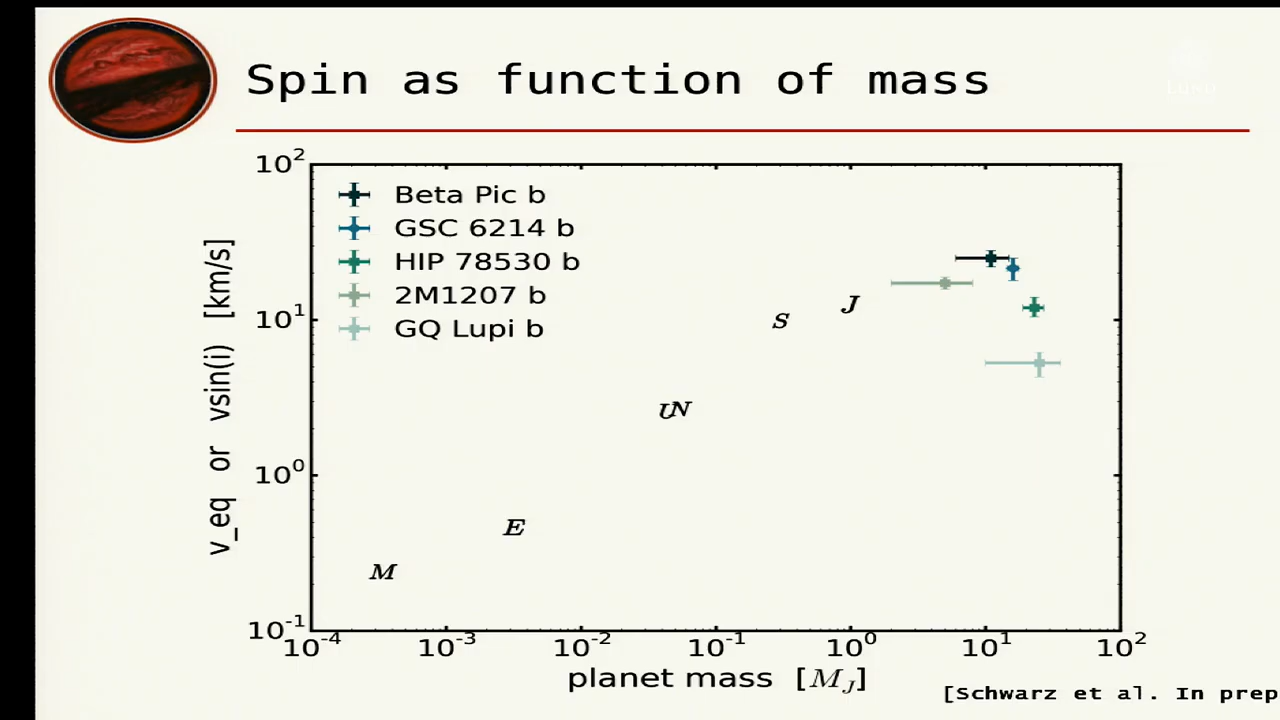 Spin as function of mass
10^2
10^1
10^0
10^-1
v_eq or vsin(i) [km/s]
Beta Pic b
GSC 6214 b
HIP 78530 b
2M1207 b
GQ Lupi b
J
S
UN
E
M
10^-4 10^-3 10^-2 10^-1 10^0 10^1 10^2
planet mass [M_J]
[Schwarz et al. In prep